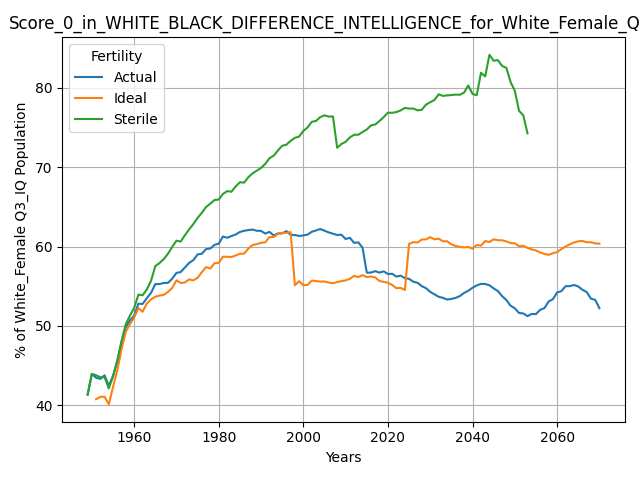 Score_0_in_WHITE_BLACK_DIFFERENCE_INTELLIGENCE_for_White_Female_Q
Fertility
Actual
Ideal
Sterile
% of White_Female Q3_IQ Population
80
70
60
50
40
1960 1980 2000 2020 2040 2060
Years